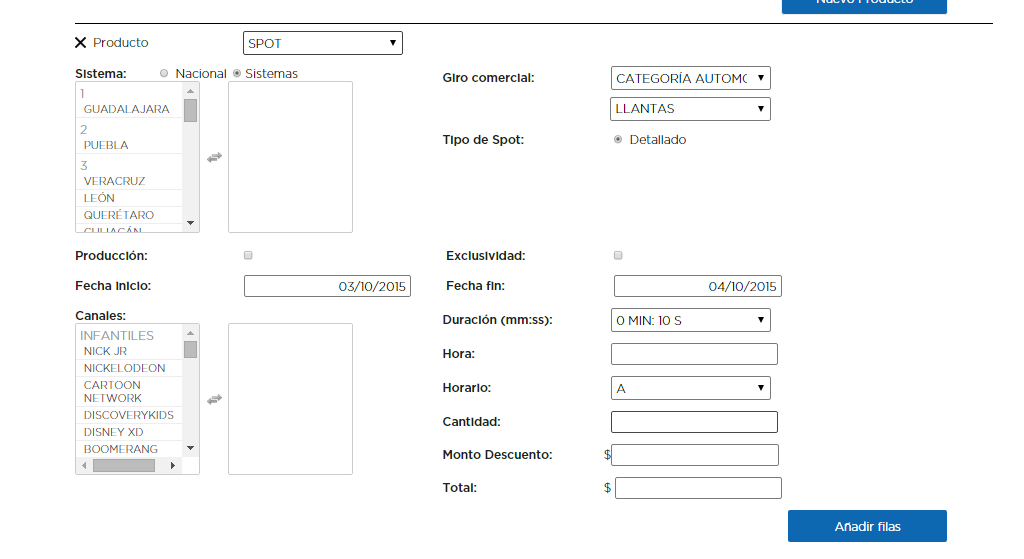 Nuevo Producto
Producto
SPOT
Sistema:
Nacional
Sistemas
1
GUADALAJARA
2
PUEBLA
3
VERACRUZ
LEÓN
QUERÉTARO
CULIACÁN
Giro comercial:
CATEGORÍA AUTOMO
LLANTAS
Tipo de Spot:
Detallado
Producción:
Exclusividad:
Fecha inicio:
03/10/2015
Fecha fin:
04/10/2015
Canales:
INFANTILES
NICK JR
NICKELODEON
CARTOON
NETWORK
DISCOVERYKIDS
DISNEY XD
BOOMERANG
Duración (mm:ss):
0 MIN: 10 S
Hora:
Horario:
A
Cantidad:
Monto Descuento:
$
Total:
$
Añadir filas